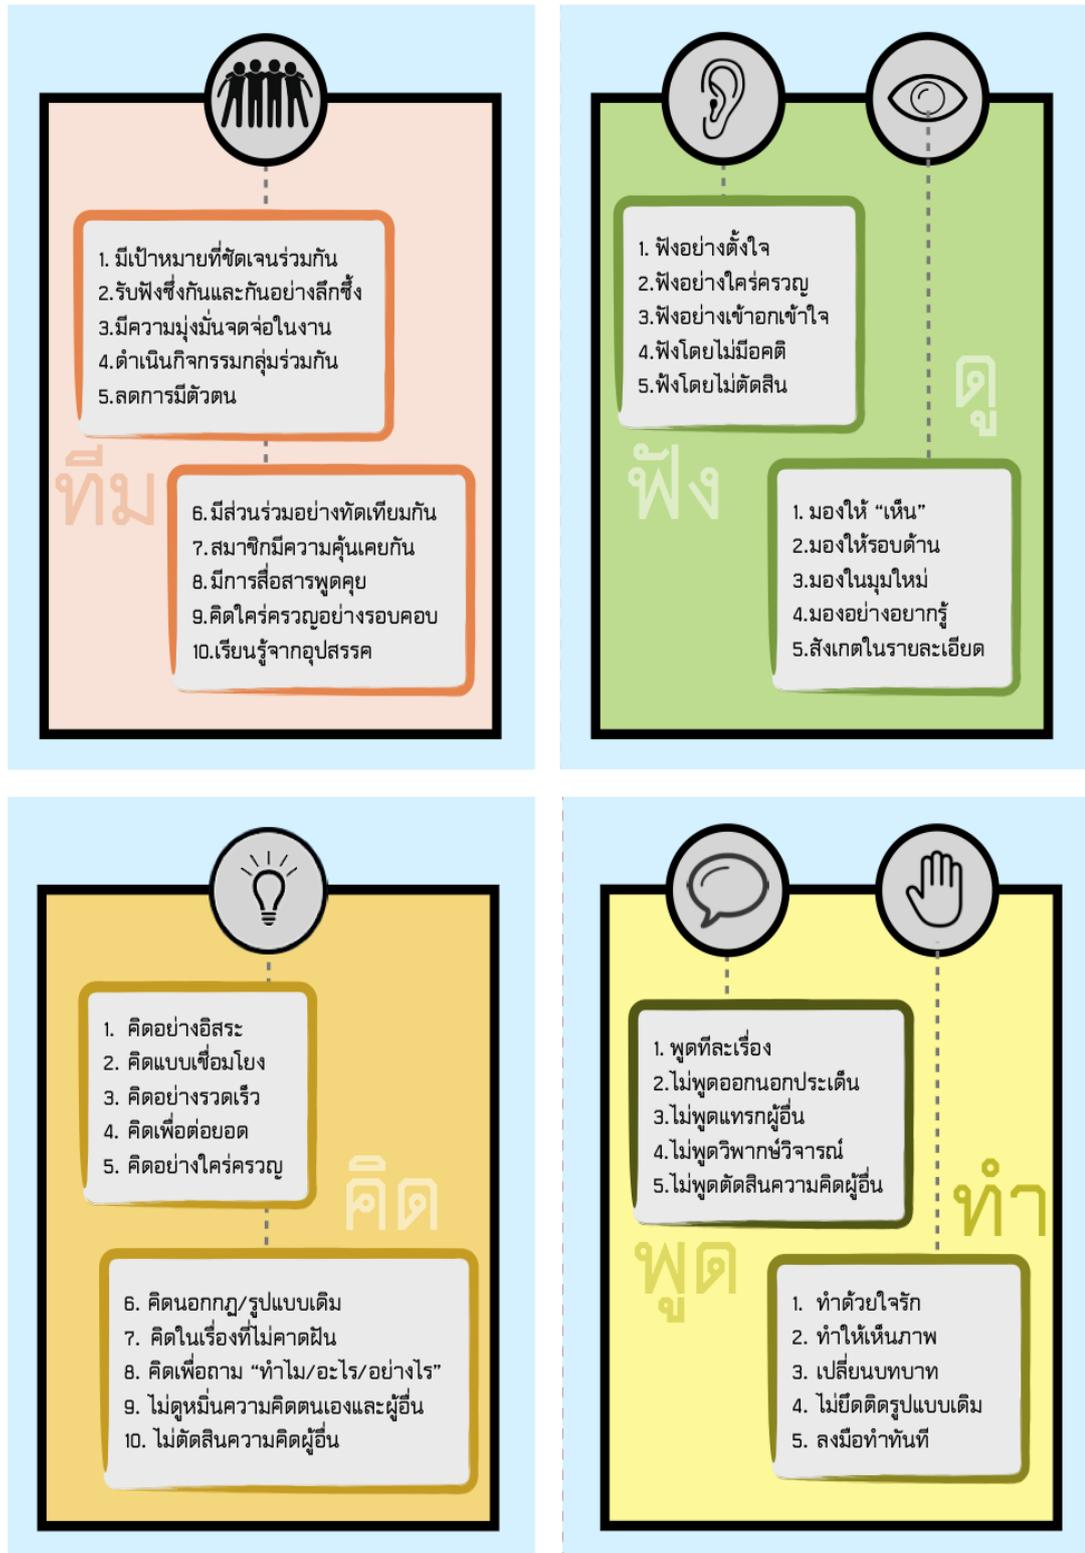 1. มีเป้าหมายที่ชัดเจนร่วมกัน
2.รับฟังซึ่งกันและกันอย่างลึกซึ้ง
3.มีความมุ่งมั่นจดจ่อในงาน
4.ดำเนินกิจกรรมกลุ่มร่วมกัน
5.ลดการมีตัวตน
ทีม
6.มีส่วนร่วมอย่างทัดเทียมกัน
7.สมาชิกมีความคุ้นเคยกัน
8.มีการสื่อสารพูดคุย
9.คิดใคร่ครวญอย่างรอบคอบ
10.เรียนรู้จากอุปสรรค
1. ฟังอย่างตั้งใจ
2.ฟังอย่างใคร่ครวญ
3.ฟังอย่างเข้าอกเข้าใจ
4.ฟังโดยไม่มีอคติ
5.ฟังโดยไม่ตัดสิน
ฟัง
ดู
1. มองให้ “เห็น”
2.มองให้รอบด้าน
3.มองในมุมใหม่
4.มองอย่างอยากรู้
5.สังเกตในรายละเอียด
1. คิดอย่างอิสระ
2. คิดแบบเชื่อมโยง
3. คิดอย่างรวดเร็ว
4. คิดเพื่อต่อยอด
5. คิดอย่างใคร่ครวญ
คิด
6. คิดนอกกฎ/รูปแบบเดิม
7. คิดในเรื่องที่ไม่คาดฝัน
8. คิดเพื่อถาม “ทำไม/อะไร/อย่างไร”
9. ไม่ดูหมิ่นความคิดตนเองและผู้อื่น
10. ไม่ตัดสินความคิดผู้อื่น
1. พูดทีละเรื่อง
2.ไม่พูดออกนอกประเด็น
3.ไม่พูดแทรกผู้อื่น
4.ไม่พูดวิพากษ์วิจารณ์
5.ไม่พูดตัดสินความคิดผู้อื่น
พูด
ทำ
1. ทำด้วยใจรัก
2. ทำให้เห็นภาพ
3. เปลี่ยนบทบาท
4. ไม่ยึดติดรูปแบบเดิม
5. ลงมือทำทันที